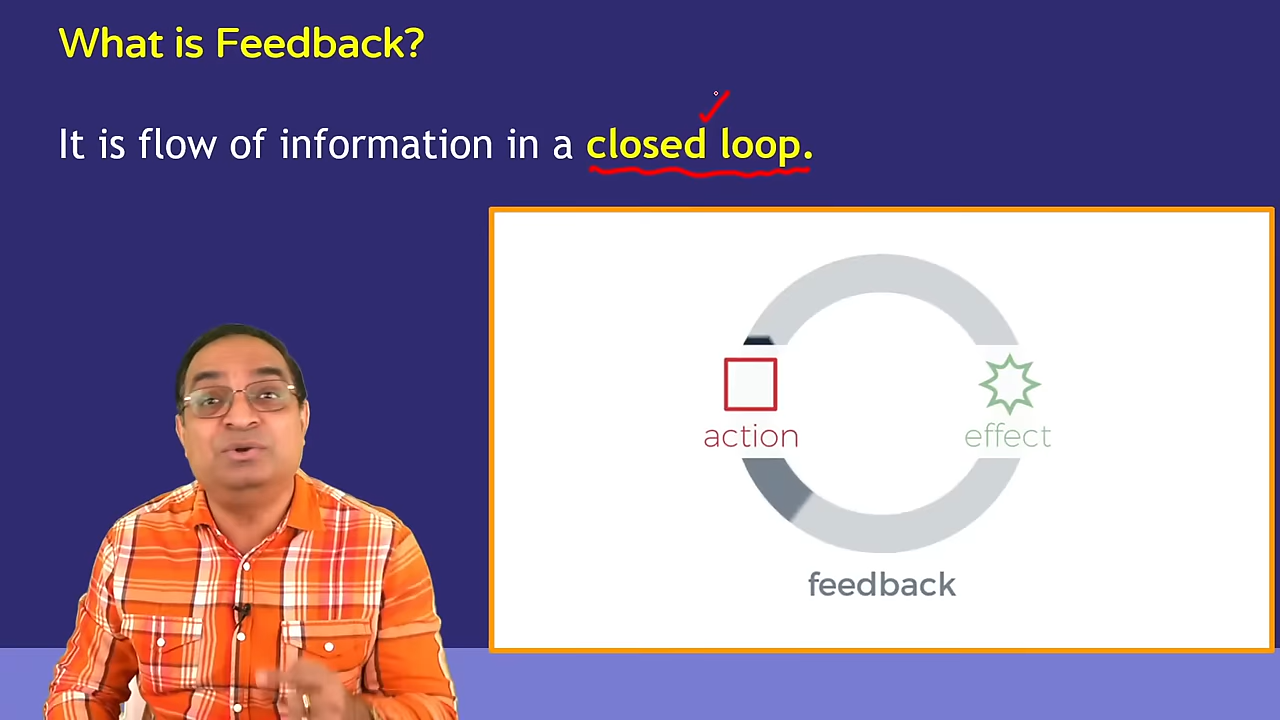 What is Feedback?
It is flow of information in a closed loop.
action
effect
feedback